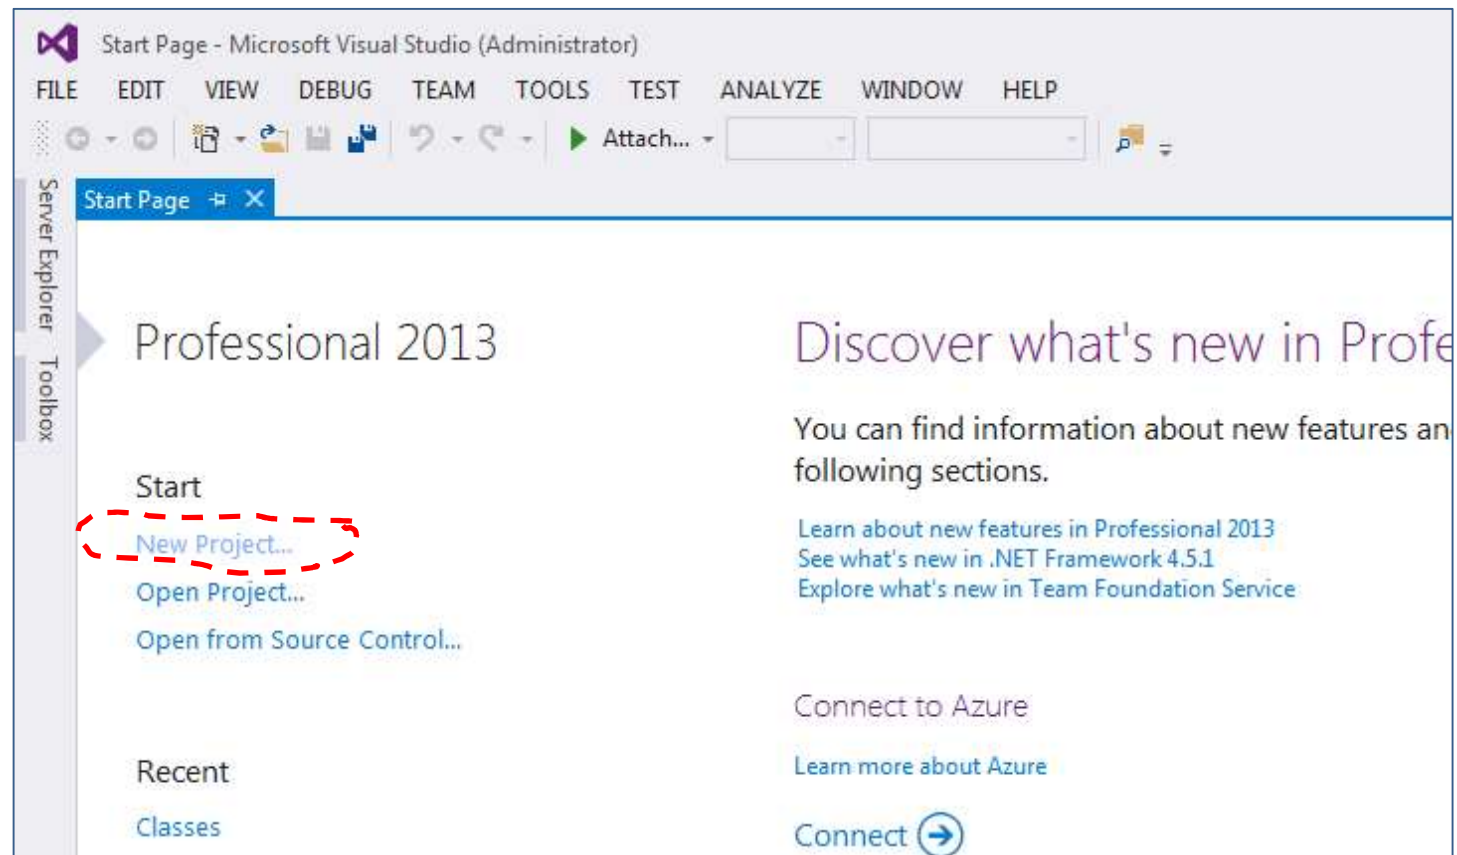 Start Page - Microsoft Visual Studio (Administrator)
FILE EDIT VIEW DEBUG TEAM TOOLS TEST ANALYZE WINDOW HELP
Attach...
Server Explorer
Toolbox
Start Page
Professional 2013
Start
New Project...
Open Project...
Open from Source Control...
Recent
Classes
Discover what's new in Profe
You can find information about new features an
following sections.
Learn about new features in Professional 2013
See what's new in .NET Framework 4.5.1
Explore what's new in Team Foundation Service
Connect to Azure
Learn more about Azure
Connect